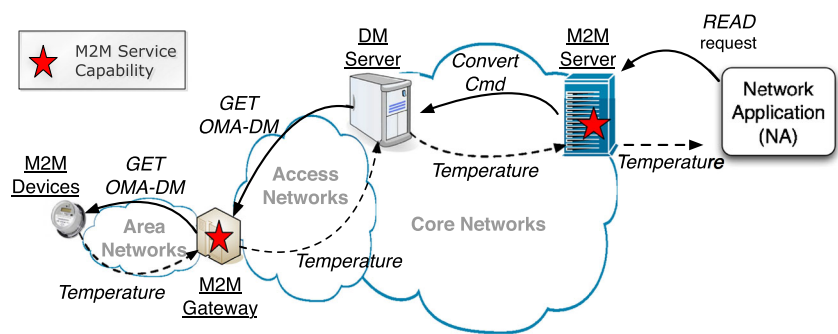 M2M Service
Capability
DM
Server
M2M
Server
READ
request
Convert
Cmd
Network
Application
(NA)
GET
OMA-DM
M2M
Devices
GET
OMA-DM
Access
Networks
Temperature
Temperature
Area
Networks
Core Networks
Temperature
Temperature
M2M
Gateway